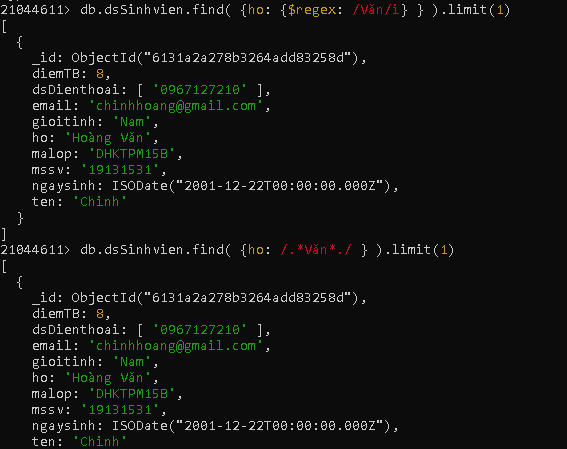 21044611> db.dsSinhvien.find( {ho: {$regex: /Văn/i} } ).limit(1)
[
  {
    _id: ObjectId("6131a2a278b3264add83258d"),
    diemTB: 8,
    dsDienthoai: [ '0967127210' ],
    email: 'chinhhoang@gmail.com',
    gioitinh: 'Nam',
    ho: 'Hoàng Văn',
    malop: 'DHKTPM15B',
    mssv: '19131531',
    ngaysinh: ISODate("2001-12-22T00:00:00.000Z"),
    ten: 'Chinh'
  }
]
21044611> db.dsSinhvien.find( {ho: /.*Văn*./ } ).limit(1)
[
  {
    _id: ObjectId("6131a2a278b3264add83258d"),
    diemTB: 8,
    dsDienthoai: [ '0967127210' ],
    email: 'chinhhoang@gmail.com',
    gioitinh: 'Nam',
    ho: 'Hoàng Văn',
    malop: 'DHKTPM15B',
    mssv: '19131531',
    ngaysinh: ISODate("2001-12-22T00:00:00.000Z"),
    ten: 'Chinh'